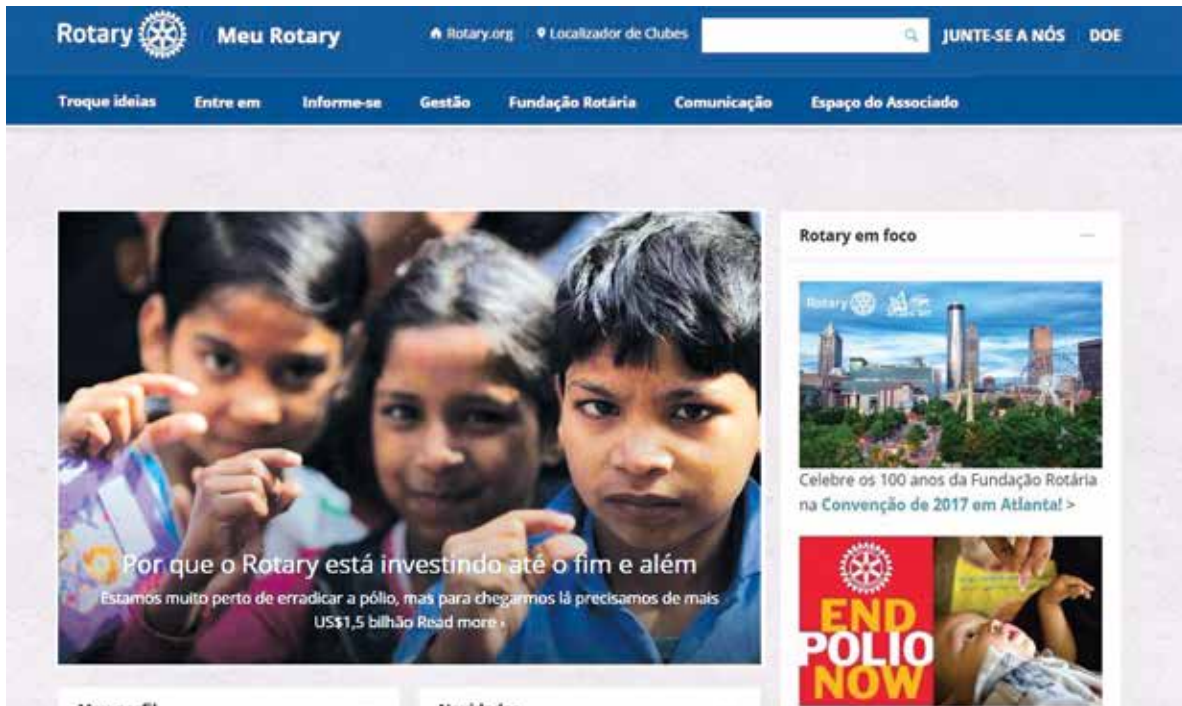 Rotary
Meu Rotary
Rotary.org
Localizador de Clubes
JUNTE-SE A NÓS
DOE
Troque ideias
Entre em
Informe-se
Gestão
Fundação Rotária
Comunicação
Espaço do Associado
Por que o Rotary está investindo até o fim e além
Estamos muito perto de erradicar a pólio, mas para chegarmos lá precisamos de mais
US$1,5 bilhão Read more ›
Rotary em foco
Rotary
Celebre os 100 anos da Fundação Rotária
na Convenção de 2017 em Atlanta! >
END
POLIO
NOW